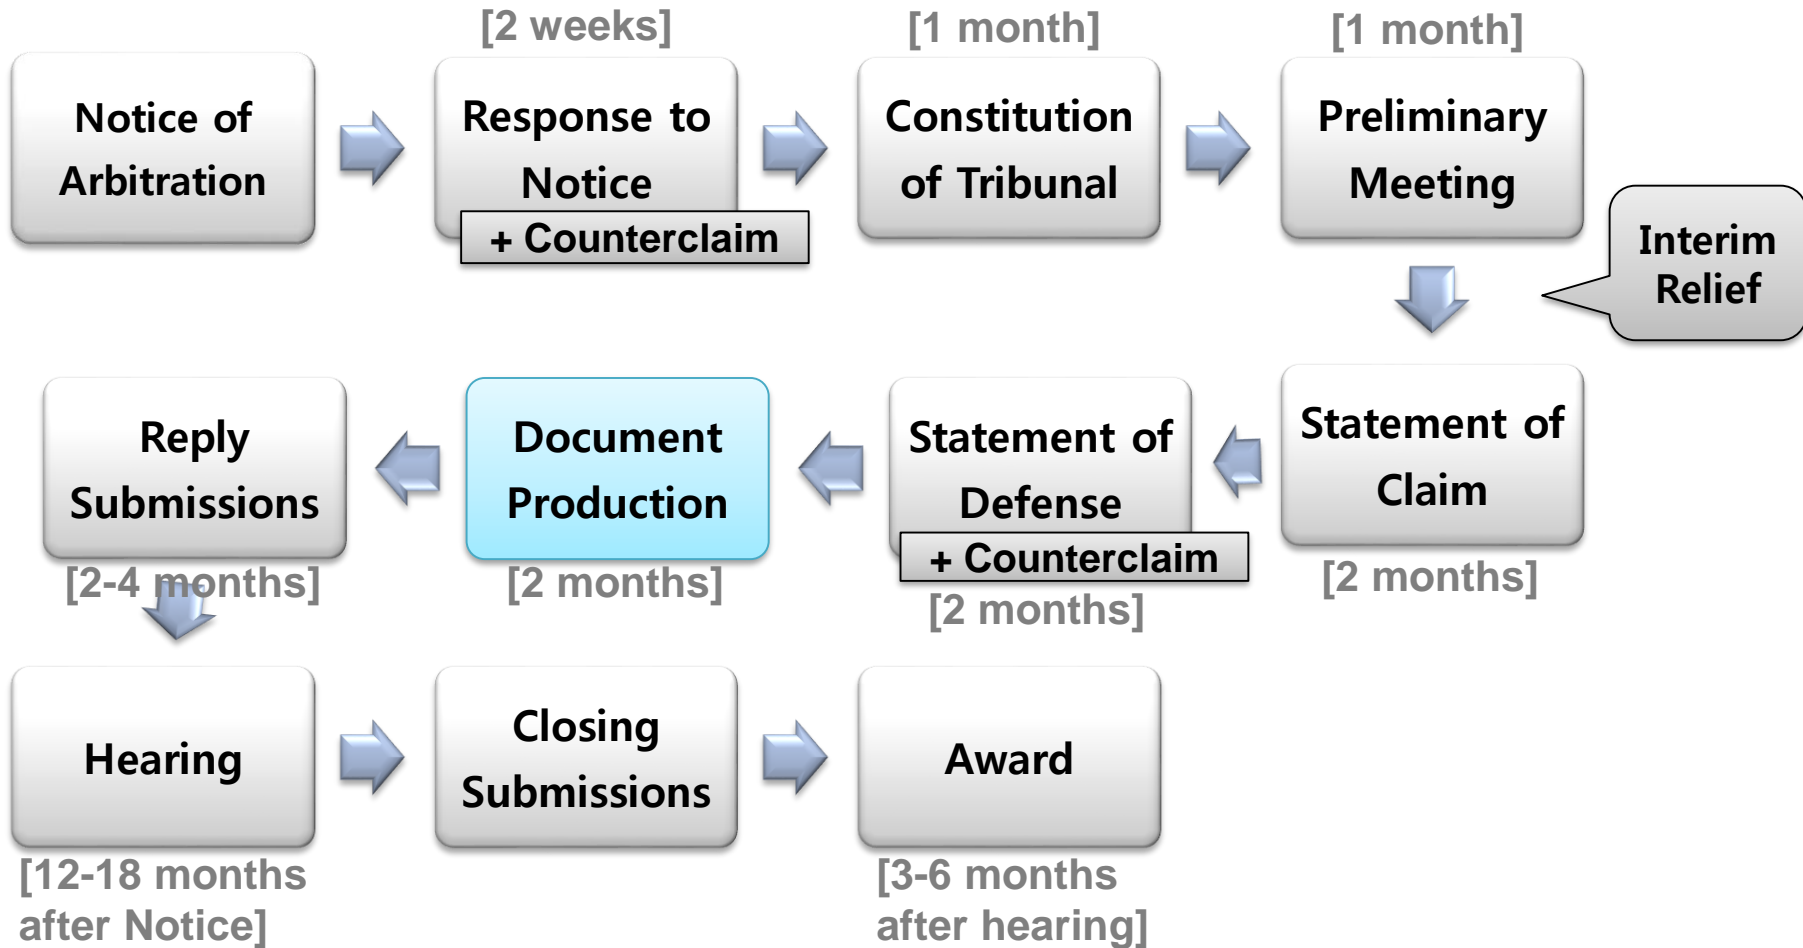 [2 weeks]
[1 month]
[1 month]
Notice of
Arbitration
Response to
Notice
+ Counterclaim
Constitution
of Tribunal
Preliminary
Meeting
Interim
Relief
Statement of
Claim
[2 months]
Statement of
Defense
+ Counterclaim
[2 months]
Document
Production
[2 months]
Reply
Submissions
[2-4 months]
Hearing
[12-18 months
after Notice]
Closing
Submissions
Award
[3-6 months
after hearing]